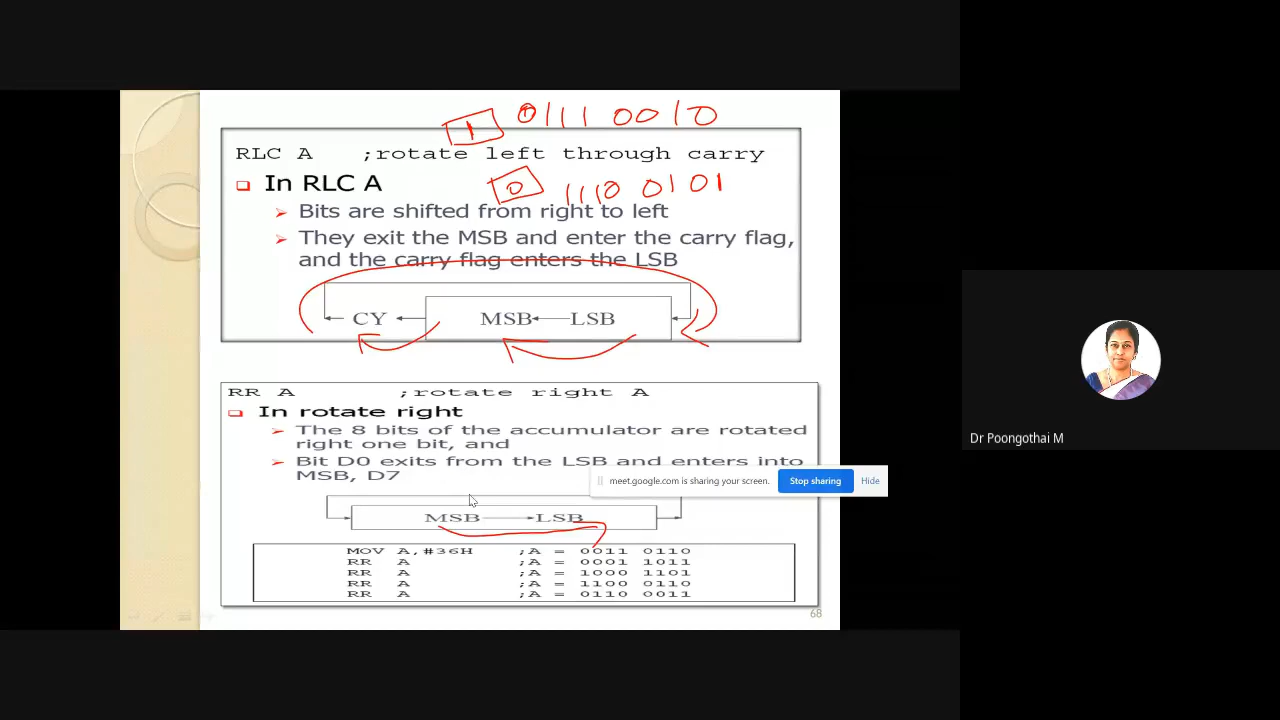 1 0111 0010
RLC A ;rotate left through carry
In RLC A
0 1110 0101
Bits are shifted from right to left
They exit the MSB and enter the carry flag,
and the carry flag enters the LSB
CY MSB LSB
RR A ;rotate right A
In rotate right
The 8 bits of the accumulator are rotated
right one bit, and
Bit D0 exits from the LSB and enters into
MSB, D7
meet.google.com is sharing your screen. Stop sharing Hide
MSB LSB
MOV A,#36H ;A = 0011 0110
RR A ;A = 0001 1011
RR A ;A = 1000 1101
RR A ;A = 1100 0110
RR A ;A = 0110 0011
68
Dr Poongothai M